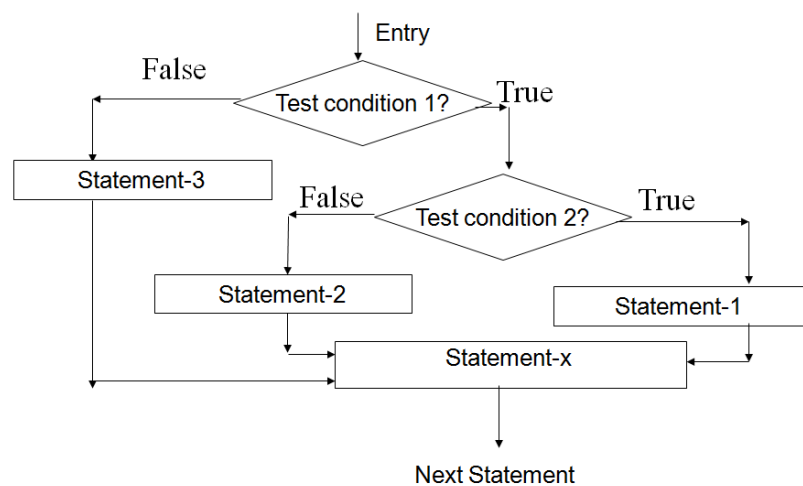 Entry
False
Test condition 1?
True
Statement-3
False
Test condition 2?
True
Statement-2
Statement-1
Statement-x
Next Statement